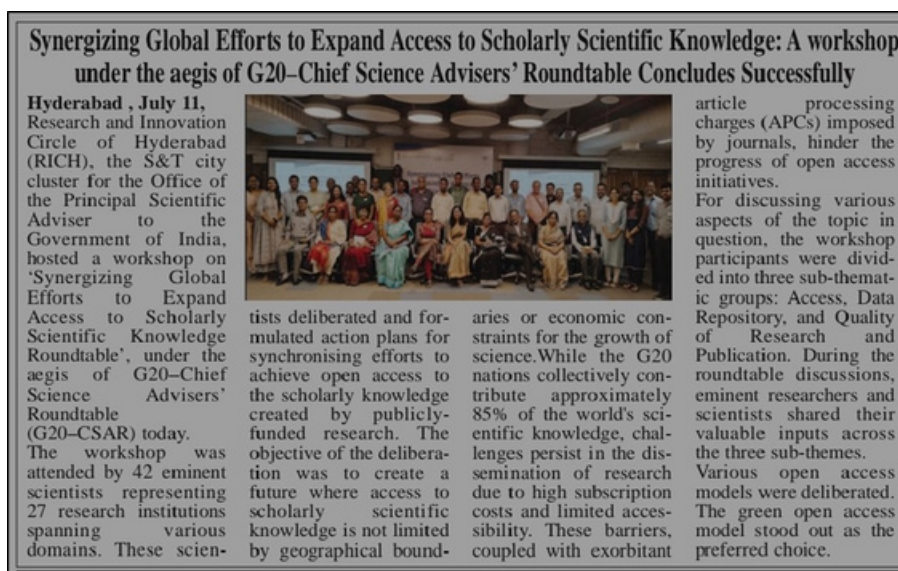 Synergizing Global Efforts to Expand Access to Scholarly Scientific Knowledge: A workshop
under the aegis of G20–Chief Science Advisers' Roundtable Concludes Successfully
Hyderabad , July 11,
Research and Innovation
Circle of Hyderabad
(RICH), the S&T city
cluster for the Office of
the Principal Scientific
Adviser to the
Government of India,
hosted a workshop on
'Synergizing Global
Efforts to Expand
Access to Scholarly
Scientific Knowledge
Roundtable', under the
aegis of G20–Chief
Science Advisers'
Roundtable
(G20–CSAR) today.
The workshop was
attended by 42 eminent
scientists representing
27 research institutions
spanning various
domains. These scien-
tists deliberated and for-
mulated action plans for
synchronising efforts to
achieve open access to
the scholarly knowledge
created by publicly-
funded research. The
objective of the delibera-
tion was to create a
future where access to
scholarly scientific
knowledge is not limited
by geographical bound-
aries or economic con-
straints for the growth of
science.While the G20
nations collectively con-
tribute approximately
85% of the world's sci-
entific knowledge, chal-
lenges persist in the dis-
semination of research
due to high subscription
costs and limited acces-
sibility. These barriers,
coupled with exorbitant
article processing
charges (APCs) imposed
by journals, hinder the
progress of open access
initiatives.
For discussing various
aspects of the topic in
question, the workshop
participants were divid-
ed into three sub-themat-
ic groups: Access, Data
Repository, and Quality
of Research and
Publication. During the
roundtable discussions,
eminent researchers and
scientists shared their
valuable inputs across
the three sub-themes.
Various open access
models were deliberated.
The green open access
model stood out as the
preferred choice.